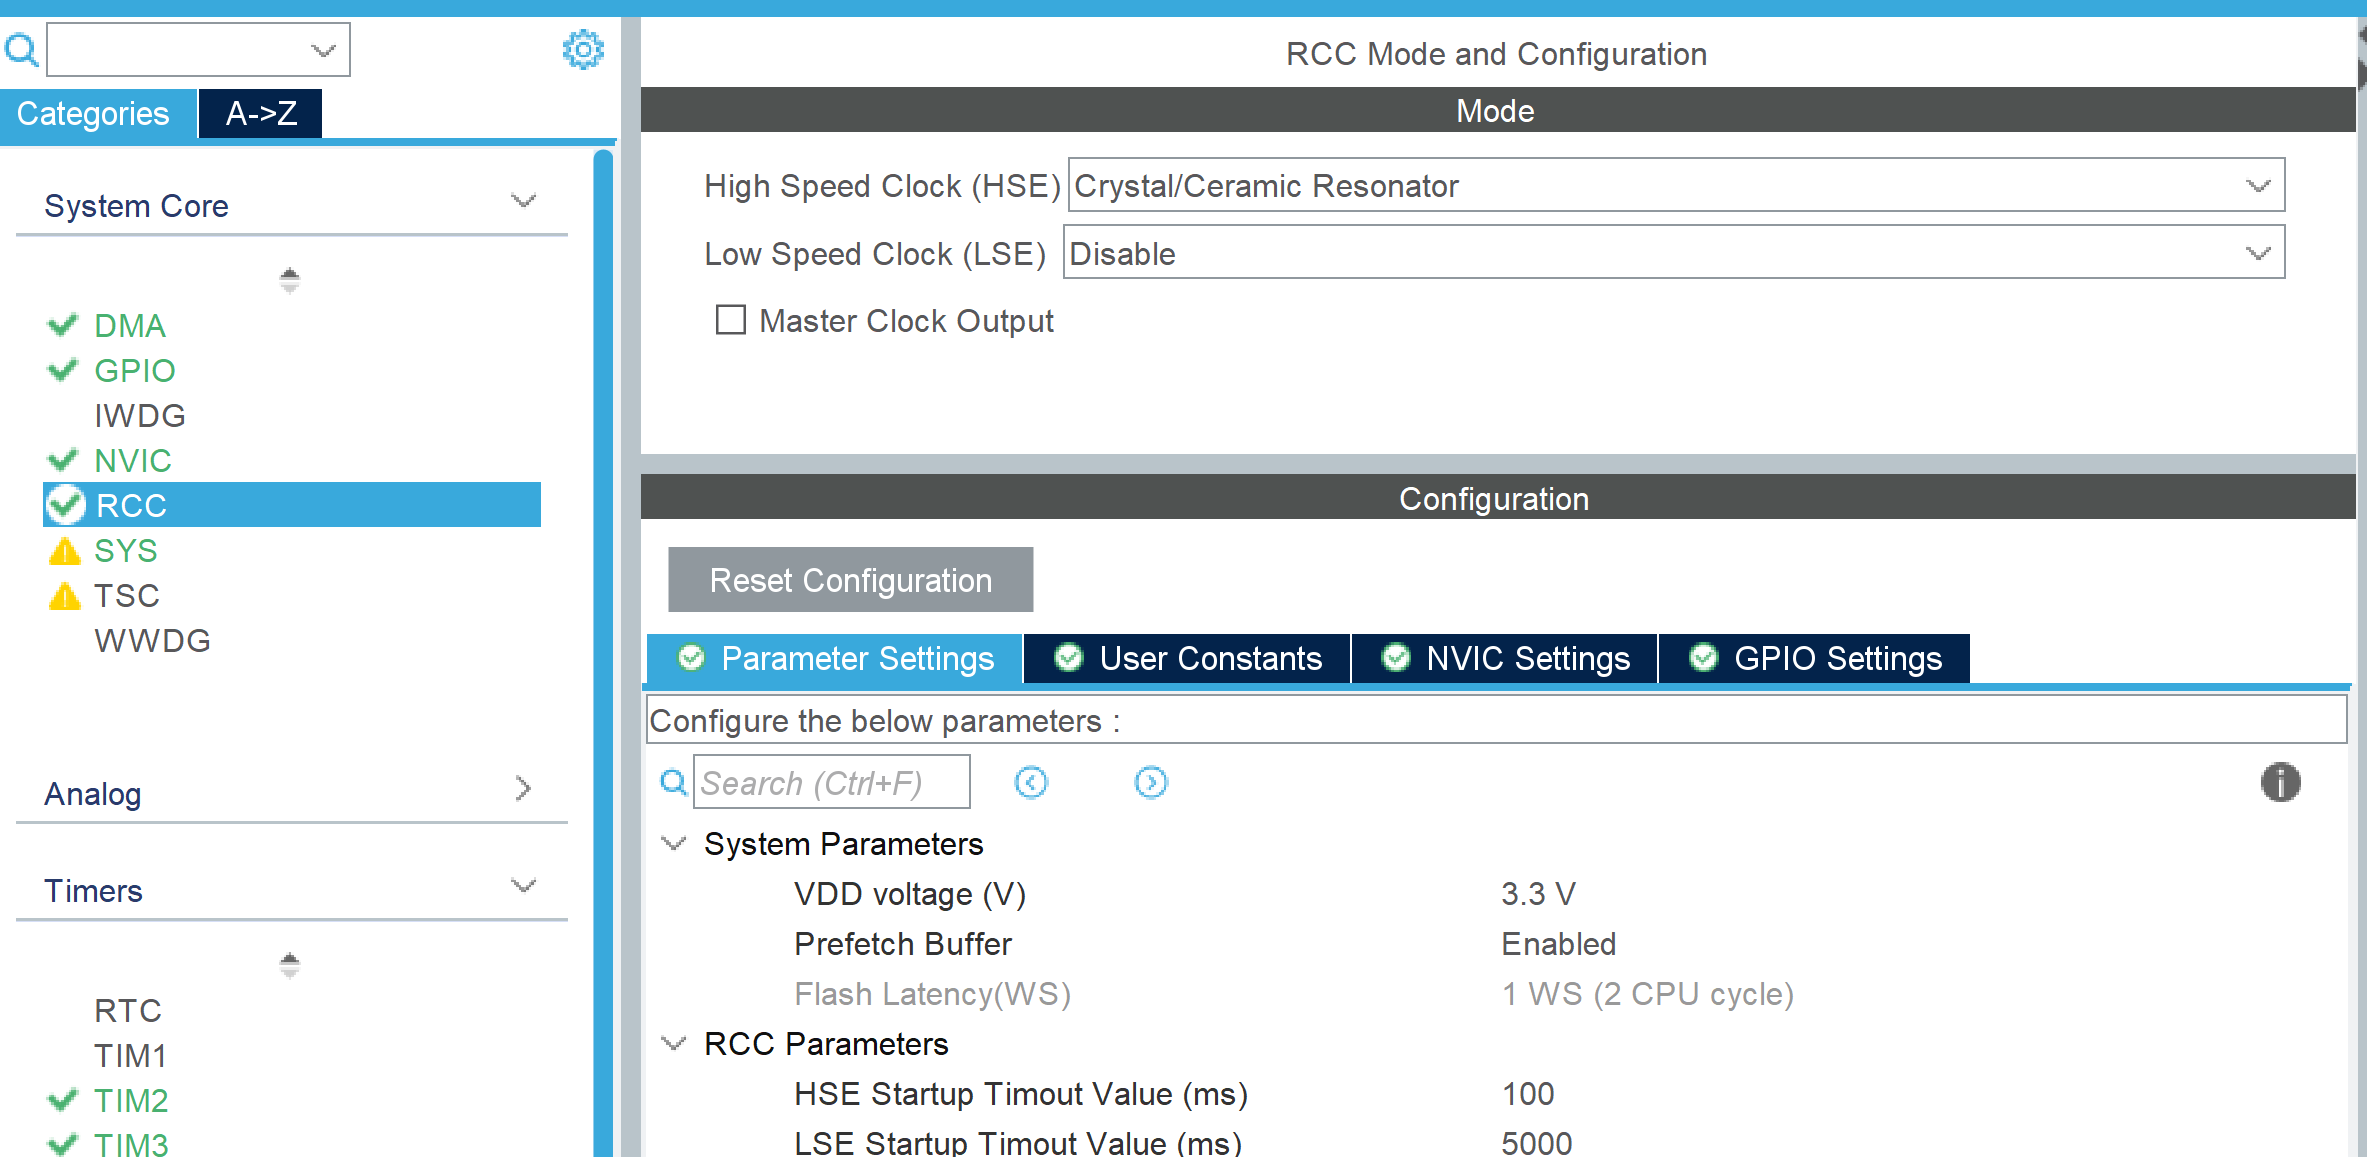 Categories
A->Z
System Core
DMA
GPIO
IWDG
NVIC
RCC
SYS
TSC
WWDG
Analog
Timers
RTC
TIM1
TIM2
TIM3
RCC Mode and Configuration
Mode
High Speed Clock (HSE) Crystal/Ceramic Resonator
Low Speed Clock (LSE) Disable
Master Clock Output
Configuration
Reset Configuration
Parameter Settings User Constants NVIC Settings GPIO Settings
Configure the below parameters :
Search (Ctrl+F)
System Parameters
VDD voltage (V) 3.3 V
Prefetch Buffer Enabled
Flash Latency(WS) 1 WS (2 CPU cycle)
RCC Parameters
HSE Startup Timout Value (ms) 100
LSE Startup Timout Value (ms) 5000